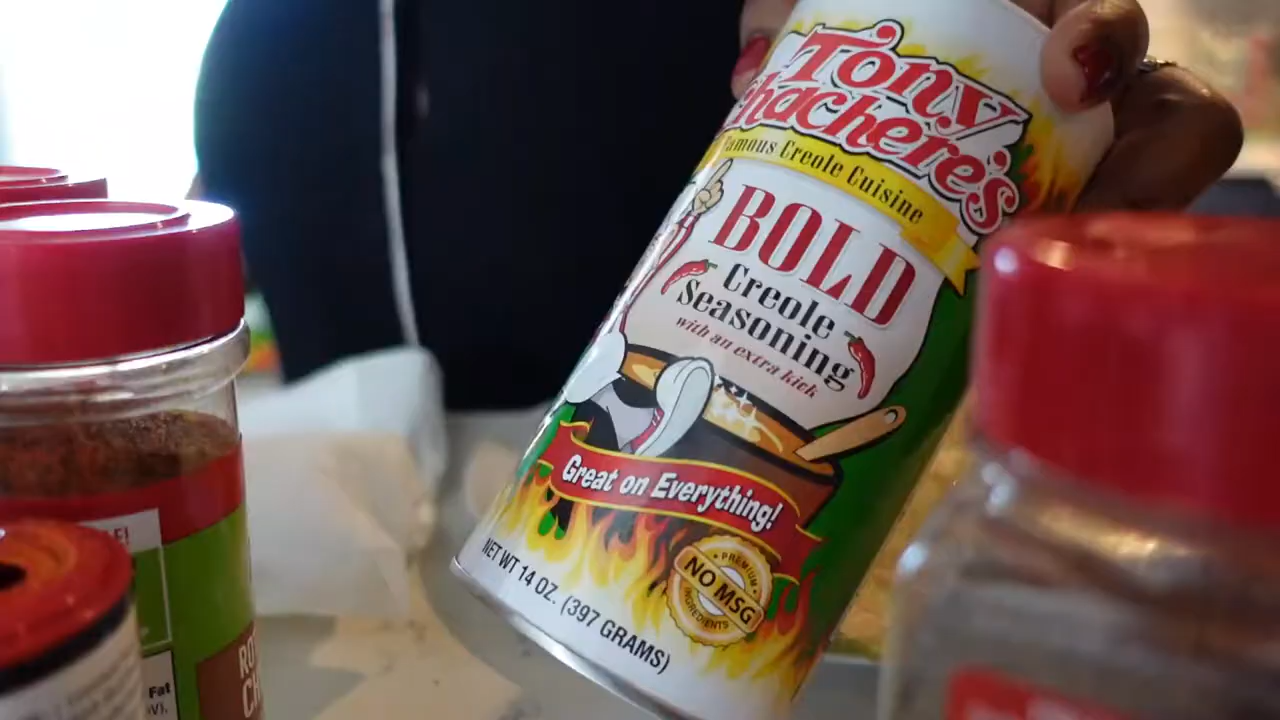 Tony
Chachere's
Famous Creole Cuisine
BOLD
Creole
Seasoning
with an extra kick
Great on Everything!
PREMIUM
NO MSG
INGREDIENTS
NET WT 14 OZ. (397 GRAMS)
Fat